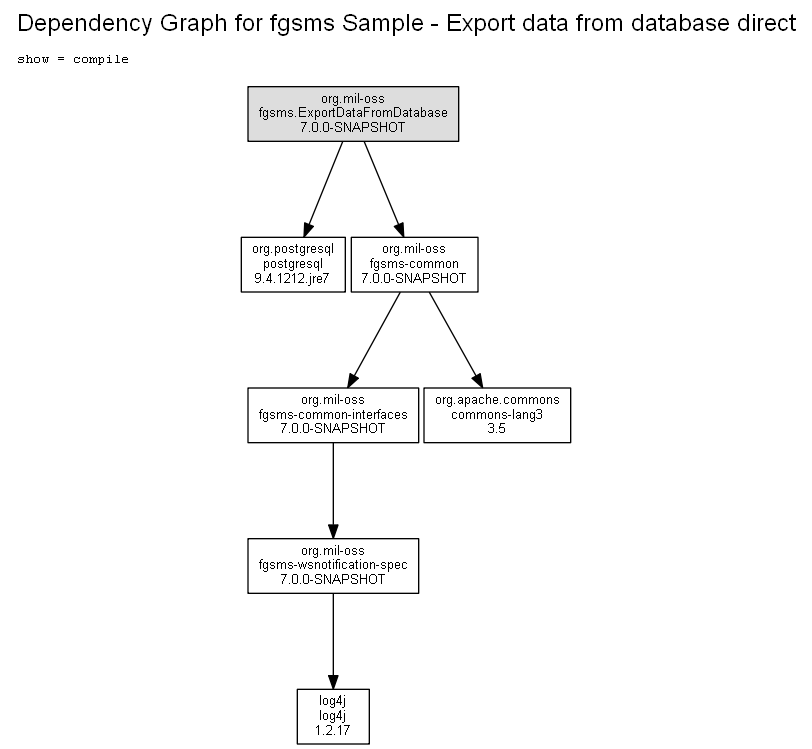 Dependency Graph for fgsms Sample - Export data from database direct
show = compile
org.mil-oss
fgsms.ExportDataFromDatabase
7.0.0-SNAPSHOT
org.postgresql
postgresql
9.4.1212.jre7
org.mil-oss
fgsms-common
7.0.0-SNAPSHOT
org.mil-oss
fgsms-common-interfaces
7.0.0-SNAPSHOT
org.apache.commons
commons-lang3
3.5
org.mil-oss
fgsms-wsnotification-spec
7.0.0-SNAPSHOT
log4j
log4j
1.2.17